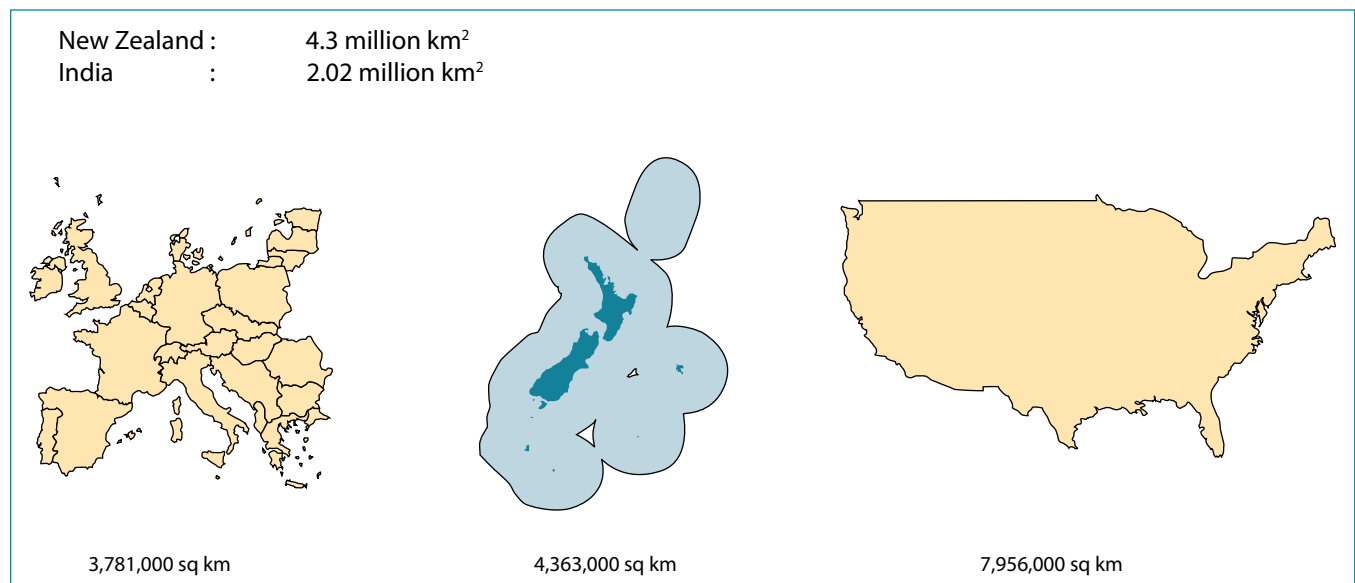 New Zealand : 4.3 million km²
India : 2.02 million km²
3,781,000 sq km
4,363,000 sq km
7,956,000 sq km